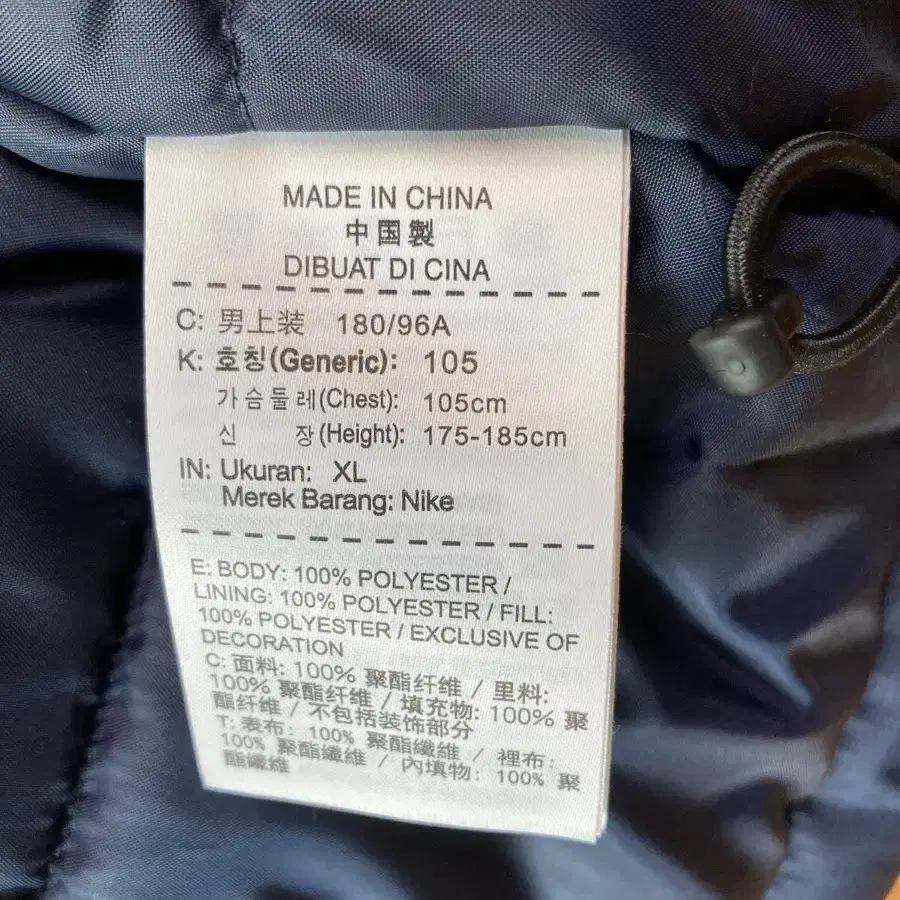 MADE IN CHINA
中国製
DIBUAT DI CINA
C: 男上装 180/96A
K: 호칭(Generic): 105
가슴둘레(Chest): 105cm
신 장(Height): 175-185cm
IN: Ukuran: XL
Merek Barang: Nike
E: BODY: 100% POLYESTER /
LINING: 100% POLYESTER / FILL:
100% POLYESTER / EXCLUSIVE OF
DECORATION
C: 面料: 100% 聚酯纤维 / 里料:
100% 聚酯纤维 / 填充物: 100% 聚
酯纤维 / 不包括装饰部分
T: 表布: 100% 聚酯纖維 / 裡布:
100% 聚酯纖維 / 內填物: 100% 聚
酯纖維